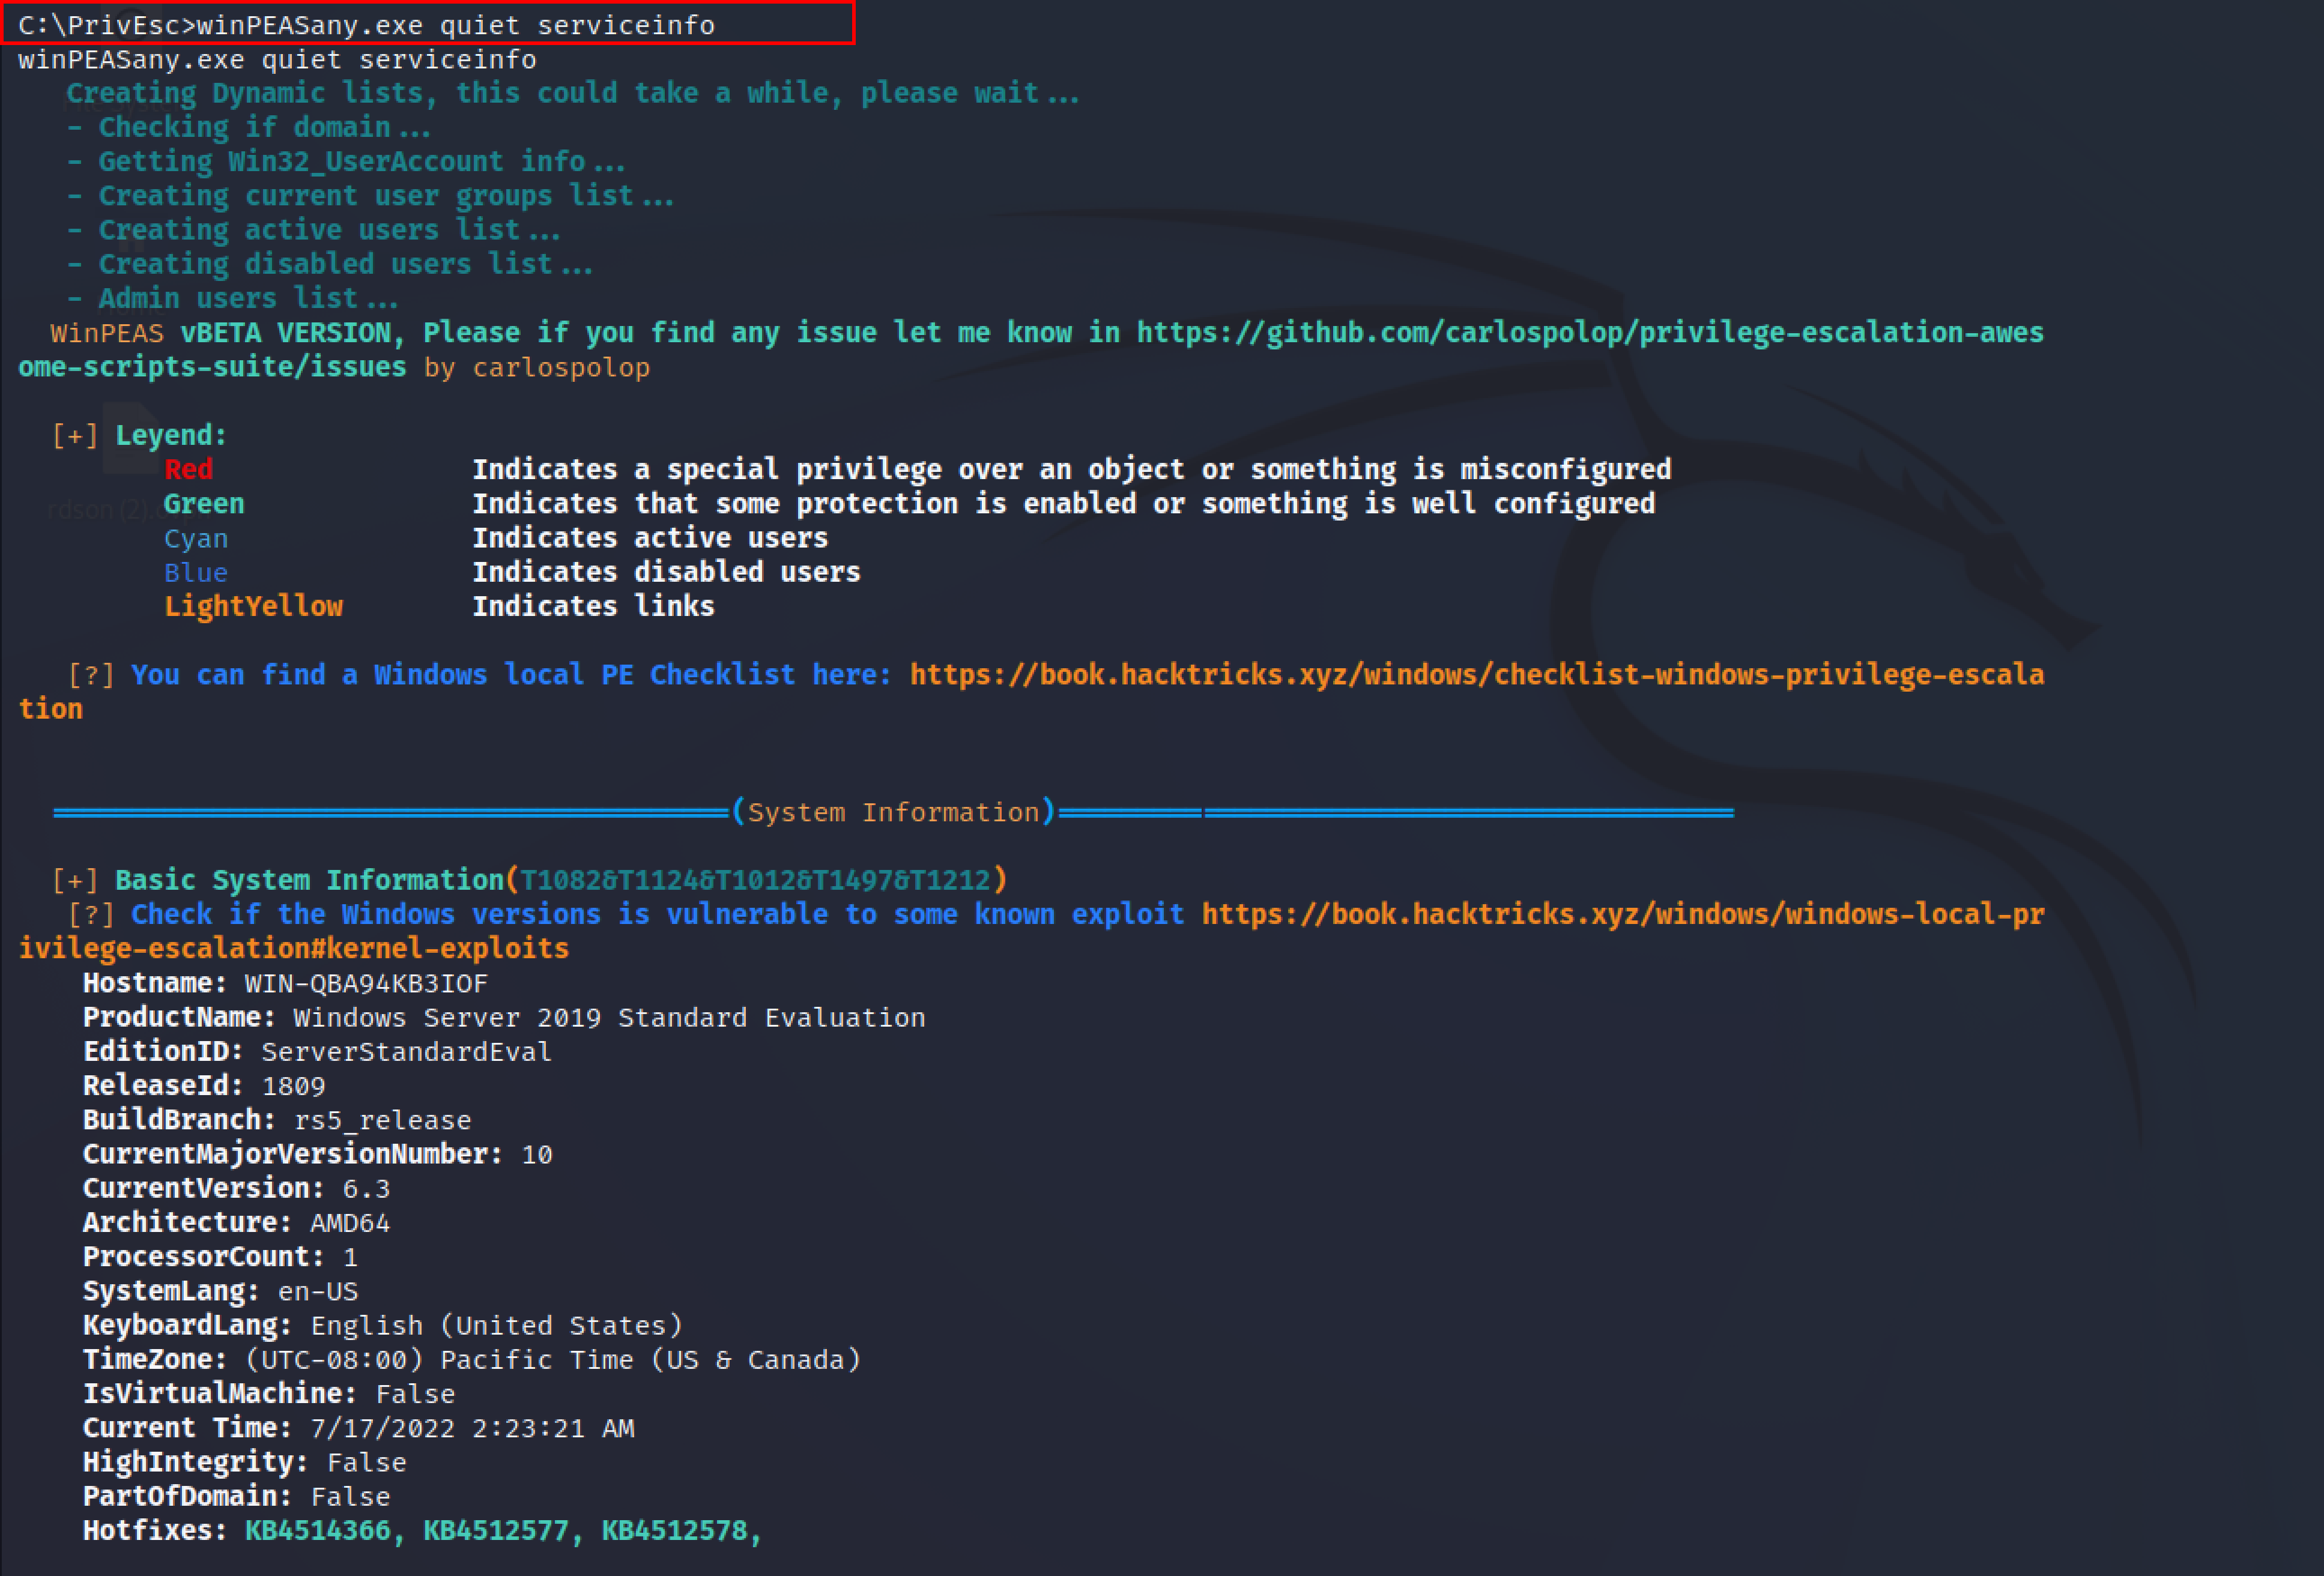 C:\PrivEsc>winPEASany.exe quiet serviceinfo
winPEASany.exe quiet serviceinfo
Creating Dynamic lists, this could take a while, please wait...
- Checking if domain...
- Getting Win32_UserAccount info...
- Creating current user groups list...
- Creating active users list...
- Creating disabled users list...
- Admin users list...
WinPEAS vBETA VERSION, Please if you find any issue let me know in https://github.com/carlospolop/privilege-escalation-awes
ome-scripts-suite/issues by carlospolop
[+] Leyend:
Red Indicates a special privilege over an object or something is misconfigured
Green Indicates that some protection is enabled or something is well configured
Cyan Indicates active users
Blue Indicates disabled users
LightYellow Indicates links
[?] You can find a Windows local PE Checklist here: https://book.hacktricks.xyz/windows/checklist-windows-privilege-escala
tion
(System Information)
[+] Basic System Information(T1082&T1124&T1012&T1497&T1212)
[?] Check if the Windows versions is vulnerable to some known exploit https://book.hacktricks.xyz/windows/windows-local-pr
ivilege-escalation#kernel-exploits
Hostname: WIN-QBA94KB3IOF
ProductName: Windows Server 2019 Standard Evaluation
EditionID: ServerStandardEval
ReleaseId: 1809
BuildBranch: rs5_release
CurrentMajorVersionNumber: 10
CurrentVersion: 6.3
Architecture: AMD64
ProcessorCount: 1
SystemLang: en-US
KeyboardLang: English (United States)
TimeZone: (UTC-08:00) Pacific Time (US & Canada)
IsVirtualMachine: False
Current Time: 7/17/2022 2:23:21 AM
HighIntegrity: False
PartOfDomain: False
Hotfixes: KB4514366, KB4512577, KB4512578,